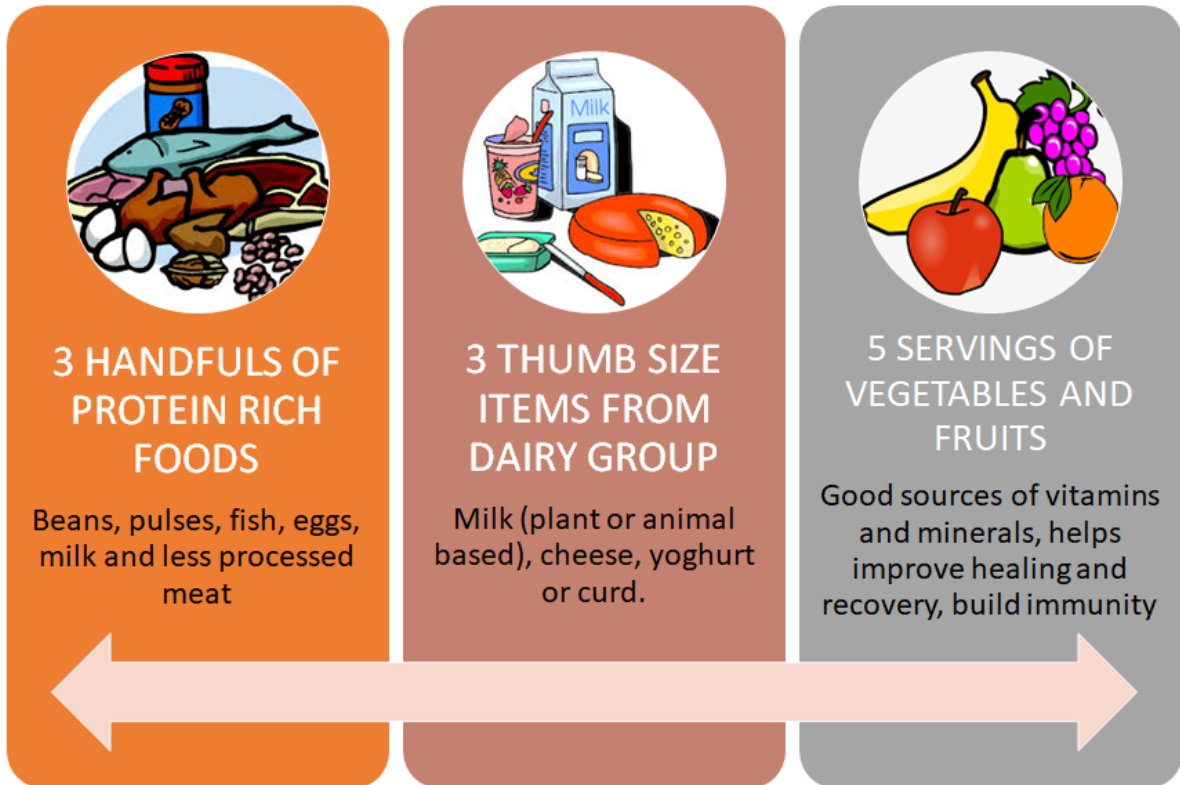 3 HANDFULS OF
PROTEIN RICH
FOODS
Beans, pulses, fish, eggs,
milk and less processed
meat
Milk
3 THUMB SIZE
ITEMS FROM
DAIRY GROUP
Milk (plant or animal
based), cheese, yoghurt
or curd.
5 SERVINGS OF
VEGETABLES AND
FRUITS
Good sources of vitamins
and minerals, helps
improve healing and
recovery, build immunity